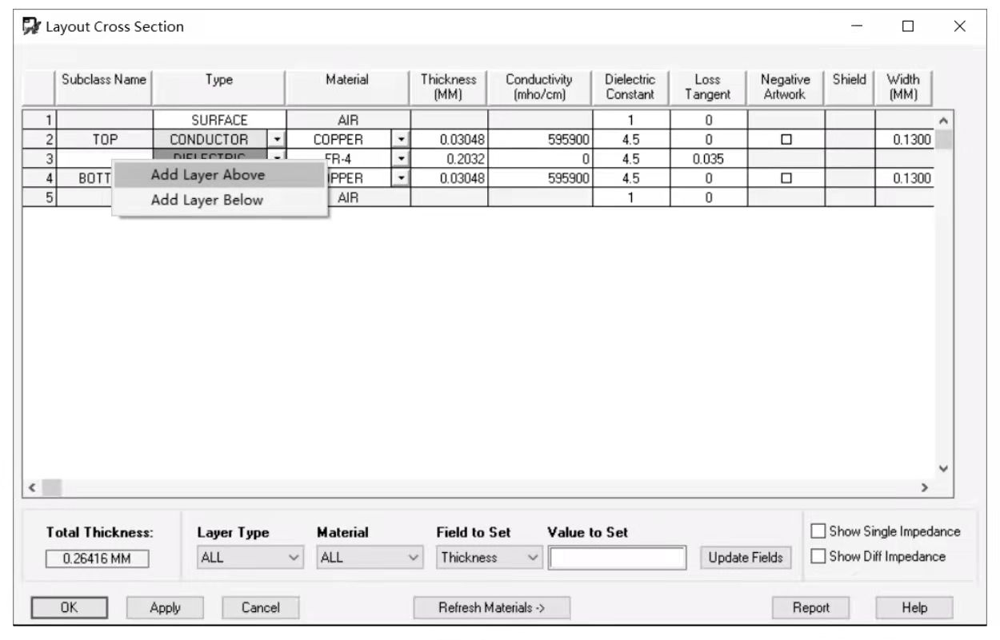 Layout Cross Section
Subclass Name Type Material Thickness (MM) Conductivity (mho/cm) Dielectric Constant Loss Tangent Negative Artwork Shield Width (MM)
1 SURFACE AIR 1 0
2 TOP CONDUCTOR COPPER 0.03048 595900 4.5 0 0.1300
3 DIELECTRIC FR-4 0.2032 0 4.5 0.035
4 BOTT OPPER 0.03048 595900 4.5 0 0.1300
5 AIR 1 0
Add Layer Above
Add Layer Below
Total Thickness: Layer Type Material Field to Set Value to Set
0.26416 MM ALL ALL Thickness Update Fields
Show Single Impedance
Show Diff Impedance
OK Apply Cancel Refresh Materials -> Report Help